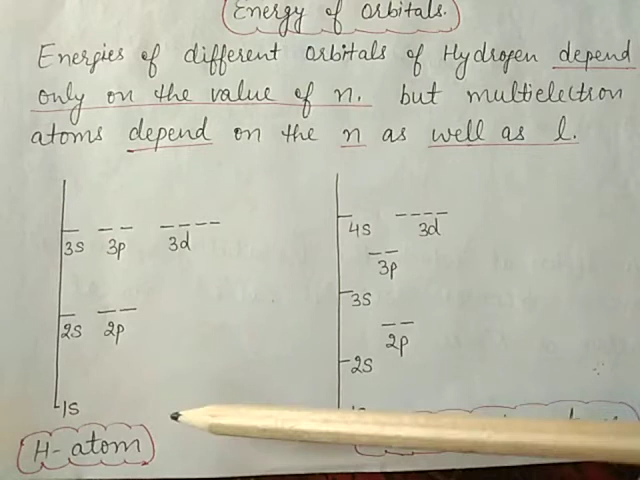 Energy of orbitals.
Energies of different orbitals of Hydrogen depend
only on the value of n. but multielectron
atoms depend on the n as well as l.
3s 3p 3d
2s 2p
1s
H-atom
4s 3d
3p
3s
2p
2s